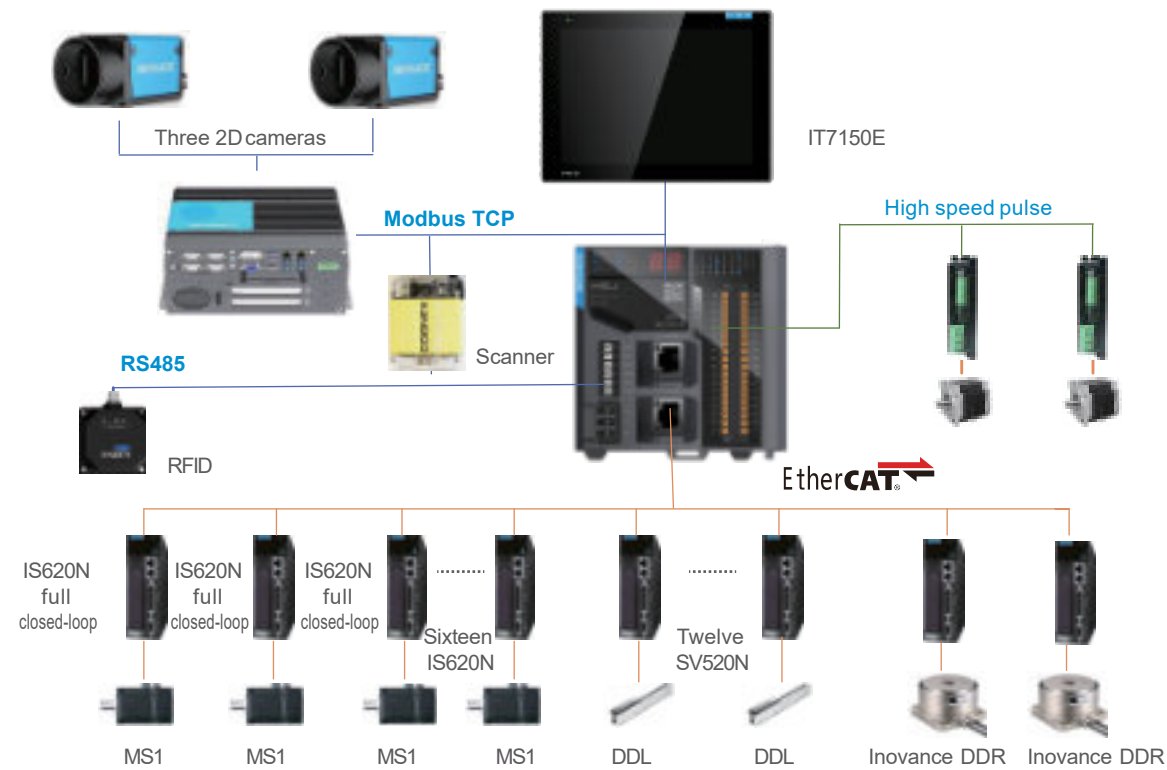 Three 2D cameras
IT7150E
Modbus TCP
High speed pulse
COGNEX
Scanner
RS485
RFID
EtherCAT®
IS620N
full
closed-loop
IS620N
full
closed-loop
IS620N
full
closed-loop
Sixteen
IS620N
Twelve
SV520N
MS1
MS1
MS1
MS1
DDL
DDL
Inovance DDR
Inovance DDR